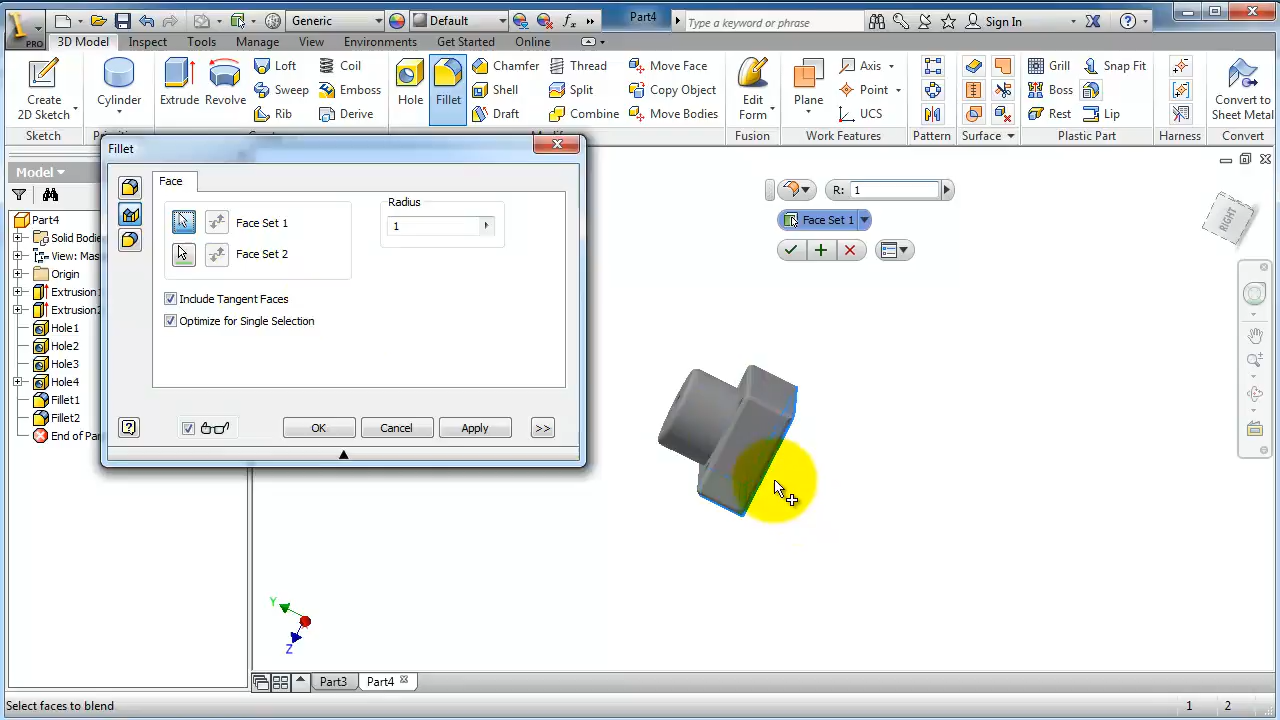 PRO
Generic
Default
Part4
Type a keyword or phrase
Sign In
3D Model
Inspect
Tools
Manage
View
Environments
Get Started
Online
Create
2D Sketch
Cylinder
Extrude
Revolve
Loft
Sweep
Rib
Coil
Emboss
Derive
Hole
Fillet
Chamfer
Shell
Draft
Thread
Split
Combine
Move Face
Copy Object
Move Bodies
Edit
Form
Plane
Axis
Point
UCS
Grill
Boss
Rest
Snap Fit
Lip
Convert to
Sheet Metal
Sketch
Fusion
Work Features
Pattern
Surface
Plastic Part
Harness
Convert
Model
Part4
Solid Bodies
View: Mas
Origin
Extrusion1
Extrusion2
Hole1
Hole2
Hole3
Hole4
Fillet1
Fillet2
End of Pa
Fillet
Face
Face Set 1
Face Set 2
Radius
1
Include Tangent Faces
Optimize for Single Selection
OK
Cancel
Apply
>>
R: 1
Face Set 1
RIGHT
Y
Z
Part3
Part4
Select faces to blend
1
2